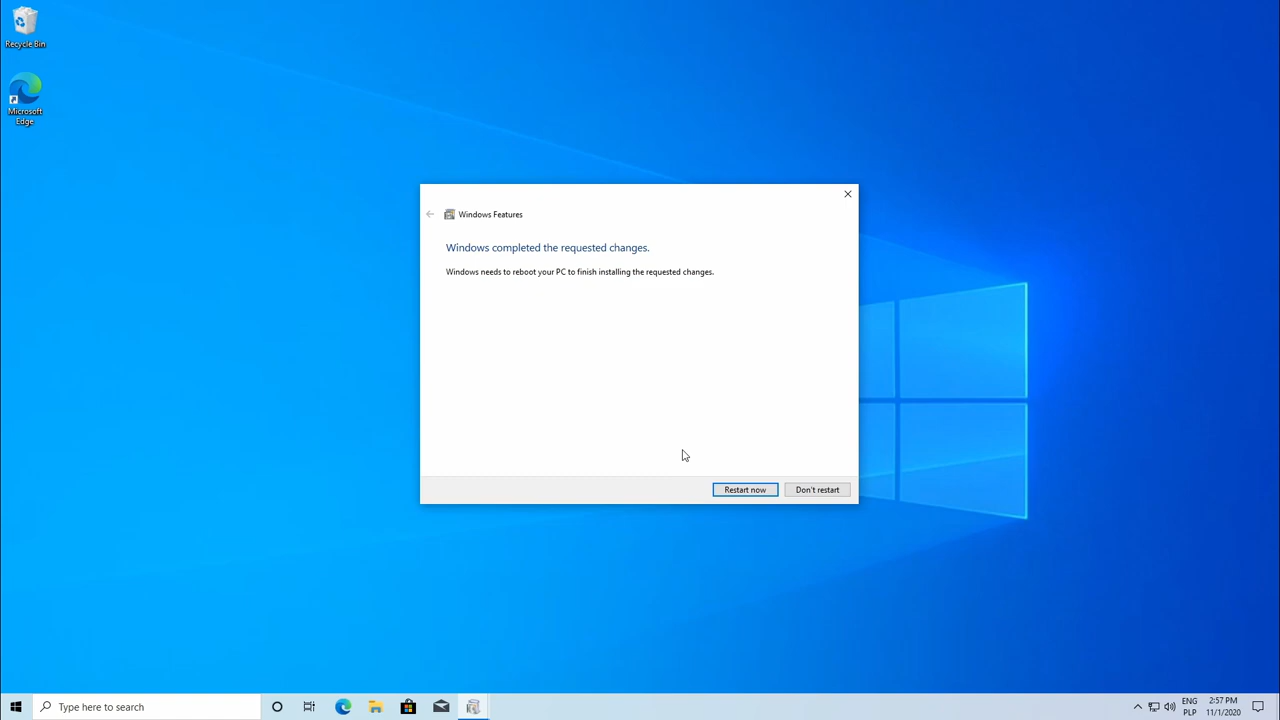 Recycle Bin
Microsoft
Edge
Windows Features
Windows completed the requested changes.
Windows needs to reboot your PC to finish installing the requested changes.
Restart now
Don't restart
Type here to search
ENG
PLP
2:57 PM
11/1/2020